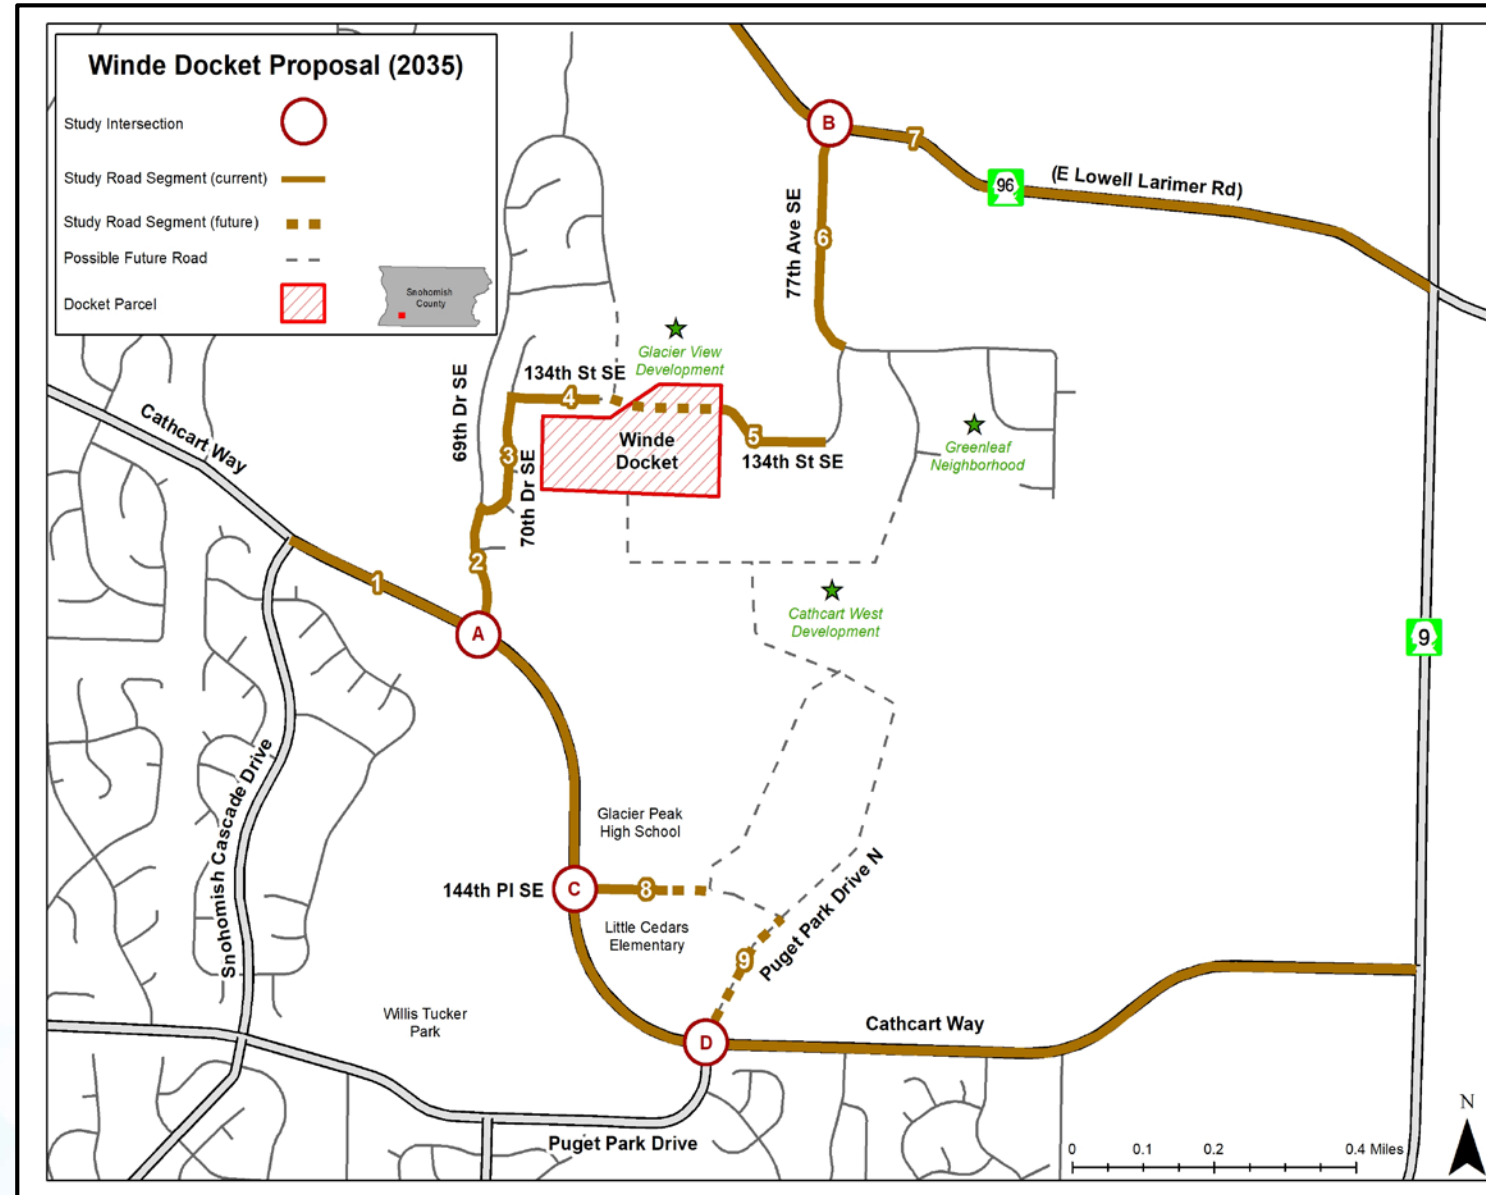 Winde Docket Proposal (2035)
Study Intersection
Study Road Segment (current)
Study Road Segment (future)
Possible Future Road
Docket Parcel
Snohomish
County
B
7
96
(E Lowell Larimer Rd)
77th Ave SE
6
Glacier View
Development
134th St SE
4
69th Dr SE
Cathcart Way
3
70th Dr SE
Winde
Docket
5
134th St SE
Greenleaf
Neighborhood
1
2
A
Cathcart West
Development
9
Snohomish Cascade Drive
Glacier Peak
High School
144th Pl SE
C
8
Little Cedars
Elementary
9
Puget Park Drive N
Willis Tucker
Park
D
Cathcart Way
Puget Park Drive
N
0 0.1 0.2 0.4 Miles